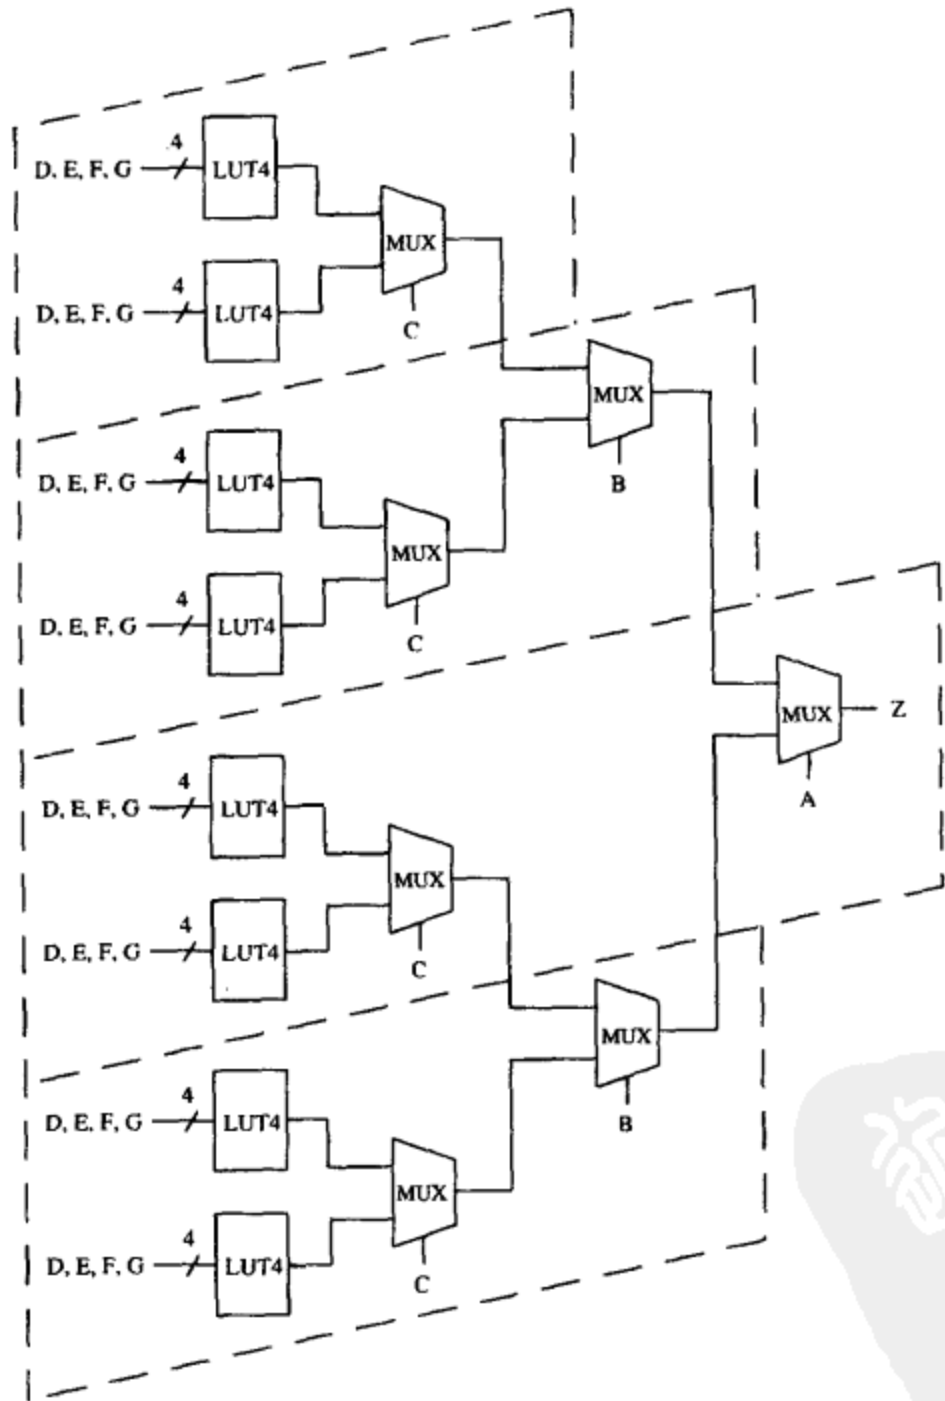 4
D, E, F, G
LUT4
MUX
C
4
D, E, F, G
LUT4
MUX
B
4
D, E, F, G
LUT4
MUX
C
4
D, E, F, G
LUT4
MUX
Z
A
4
D, E, F, G
LUT4
MUX
C
4
D, E, F, G
LUT4
MUX
B
4
D, E, F, G
LUT4
MUX
C
4
D, E, F, G
LUT4